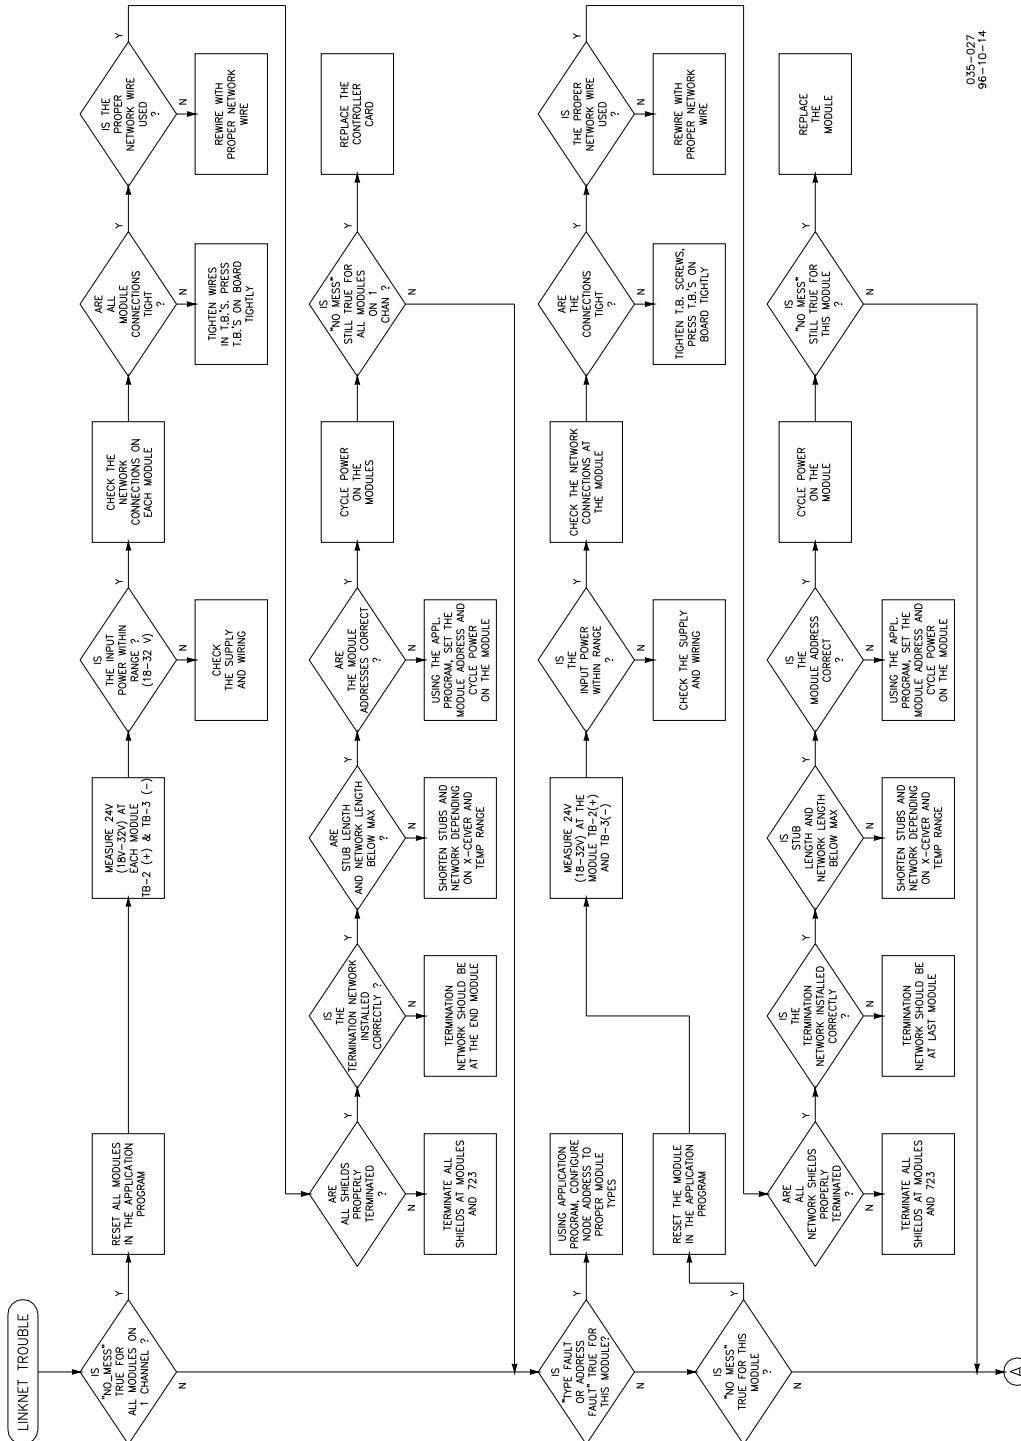 LINKNET TROUBLE
IS
"NO_MESS"
TRUE FOR
ALL MODULES ON
1 CHANNEL ?
Y
N
RESET ALL MODULES
IN THE APPLICATION
PROGRAM
MEASURE 24V
(18V-32V) AT
EACH MODULE
TB-2 (+) & TB-3 (-)
IS
THE INPUT
POWER WITHIN
RANGE ?
(18-32 V)
Y
N
CHECK
THE SUPPLY
AND WIRING
CHECK THE
NETWORK
CONNECTIONS ON
EACH MODULE
ARE
ALL
MODULE
CONNECTIONS
TIGHT
?
Y
N
TIGHTEN WIRES
IN T.B.'S. PRESS
T.B.'S ON BOARD
TIGHTLY
IS THE
PROPER
NETWORK WIRE
USED
?
Y
N
REWIRE WITH
PROPER NETWORK
WIRE
ARE
ALL SHIELDS
PROPERLY
TERMINATED
?
Y
N
TERMINATE ALL
SHIELDS AT MODULES
AND 723
IS
THE
TERMINATION NETWORK
INSTALLED
CORRECTLY ?
Y
N
TERMINATION
NETWORK SHOULD BE
AT THE END MODULE
ARE
STUB LENGTH
AND NETWORK LENGTH
BELOW MAX
?
Y
N
SHORTEN STUBS AND
NETWORK DEPENDING
ON X-CEIVER AND
TEMP RANGE
ARE
THE MODULE
ADDRESSES CORRECT
?
Y
N
USING THE APPL.
PROGRAM, SET THE
MODULE ADDRESS AND
CYCLE POWER
ON THE MODULE
CYCLE POWER
ON THE
MODULES
IS
"NO MESS"
STILL TRUE FOR
ALL MODULES
ON 1
CHAN ?
Y
N
REPLACE THE
CONTROLLER
CARD
IS
"TYPE FAULT
OR ADDRESS
FAULT" TRUE FOR
THIS MODULE?
Y
N
USING APPLICATION
PROGRAM, CONFIGURE
NODE ADDRESS TO
PROPER MODULE
TYPES
IS
"NO MESS"
TRUE FOR THIS
MODULE
?
Y
N
RESET THE MODULE
IN THE APPLICATION
PROGRAM
MEASURE 24V
(18-32V) AT THE
MODULE TB-2(+)
AND TB-3(-)
IS
THE
INPUT POWER
WITHIN RANGE
?
Y
N
CHECK THE SUPPLY
AND WIRING
CHECK THE NETWORK
CONNECTIONS AT
THE MODULE
ARE
THE
CONNECTIONS
TIGHT
?
Y
N
TIGHTEN T.B. SCREWS,
PRESS T.B.'S ON
BOARD TIGHTLY
IS
THE PROPER
NETWORK WIRE
USED
?
Y
N
REWIRE WITH
PROPER NETWORK
WIRE
ARE
ALL
NETWORK SHIELDS
PROPERLY
TERMINATED
?
Y
N
TERMINATE ALL
SHIELDS AT MODULES
AND 723
IS
THE
TERMINATION
NETWORK INSTALLED
CORRECTLY
?
Y
N
TERMINATION
NETWORK SHOULD BE
AT LAST MODULE
IS
STUB
LENGTH AND
NETWORK LENGTH
BELOW MAX
?
Y
N
SHORTEN STUBS AND
NETWORK DEPENDING
ON X-CEIVER AND
TEMP RANGE
IS
THE
MODULE ADDRESS
CORRECT
?
Y
N
USING THE APPL.
PROGRAM, SET THE
MODULE ADDRESS AND
CYCLE POWER
ON THE MODULE
CYCLE POWER
ON THE
MODULE
IS
"NO MESS"
STILL TRUE FOR
THIS MODULE
?
Y
N
REPLACE
THE
MODULE
A
035-027
96-10-14